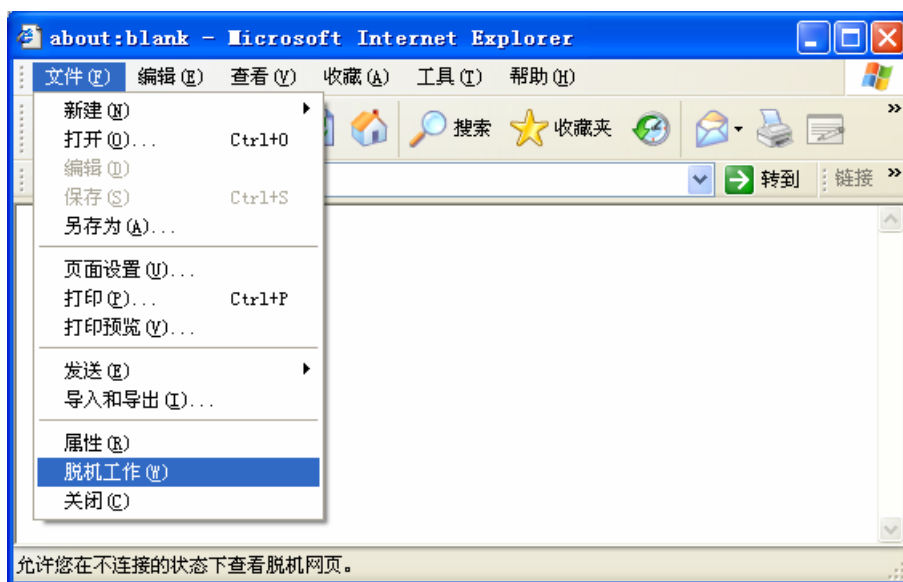 about:blank - Microsoft Internet Explorer
文件(F) 编辑(E) 查看(V) 收藏(A) 工具(T) 帮助(H)
新建(N)
打开(O)... Ctrl+O
编辑(D)
保存(S) Ctrl+S
另存为(A)...
页面设置(U)...
打印(P)... Ctrl+P
打印预览(V)...
发送(E)
导入和导出(I)...
属性(R)
脱机工作(W)
关闭(C)
搜索 收藏夹 »
转到 链接 »
允许您在不连接的状态下查看脱机网页。